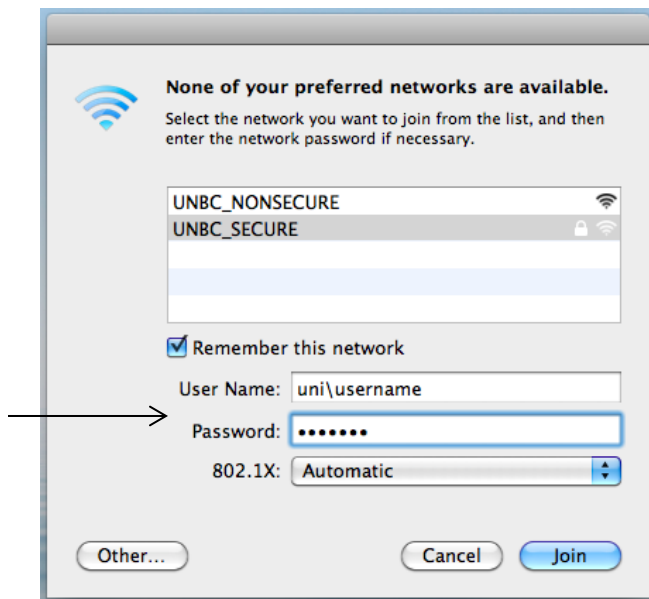 None of your preferred networks are available.
Select the network you want to join from the list, and then
enter the network password if necessary.
UNBC_NONSECURE
UNBC_SECURE
Remember this network
User Name: uni\username
Password: •••••••
802.1X: Automatic
Other... Cancel Join